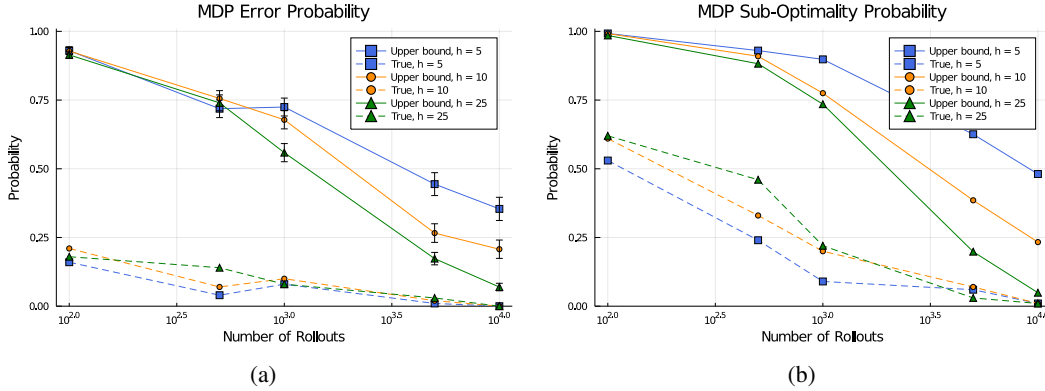 MDP Error Probability
1.00
0.75
0.50
0.25
0.00
Probability
Upper bound, h = 5
True, h = 5
Upper bound, h = 10
True, h = 10
Upper bound, h = 25
True, h = 25
10^2.0 10^2.5 10^3.0 10^3.5 10^4.0
Number of Rollouts
(a)
MDP Sub-Optimality Probability
1.00
0.75
0.50
0.25
0.00
Probability
Upper bound, h = 5
True, h = 5
Upper bound, h = 10
True, h = 10
Upper bound, h = 25
True, h = 25
10^2.0 10^2.5 10^3.0 10^3.5
Number of Rollouts
(b)